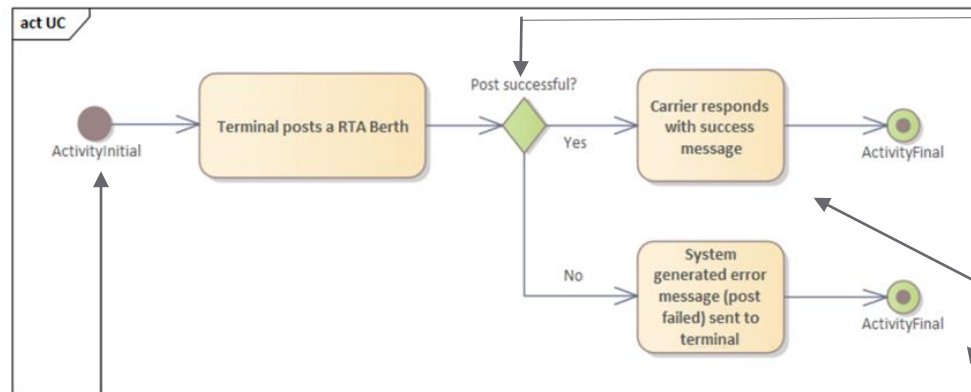 act UC
Post successful?
Terminal posts a RTA Berth
Carrier responds
with success
message
Yes
ActivityInitial
ActivityFinal
System
generated error
message (post
failed) sent to
terminal
No
ActivityFinal